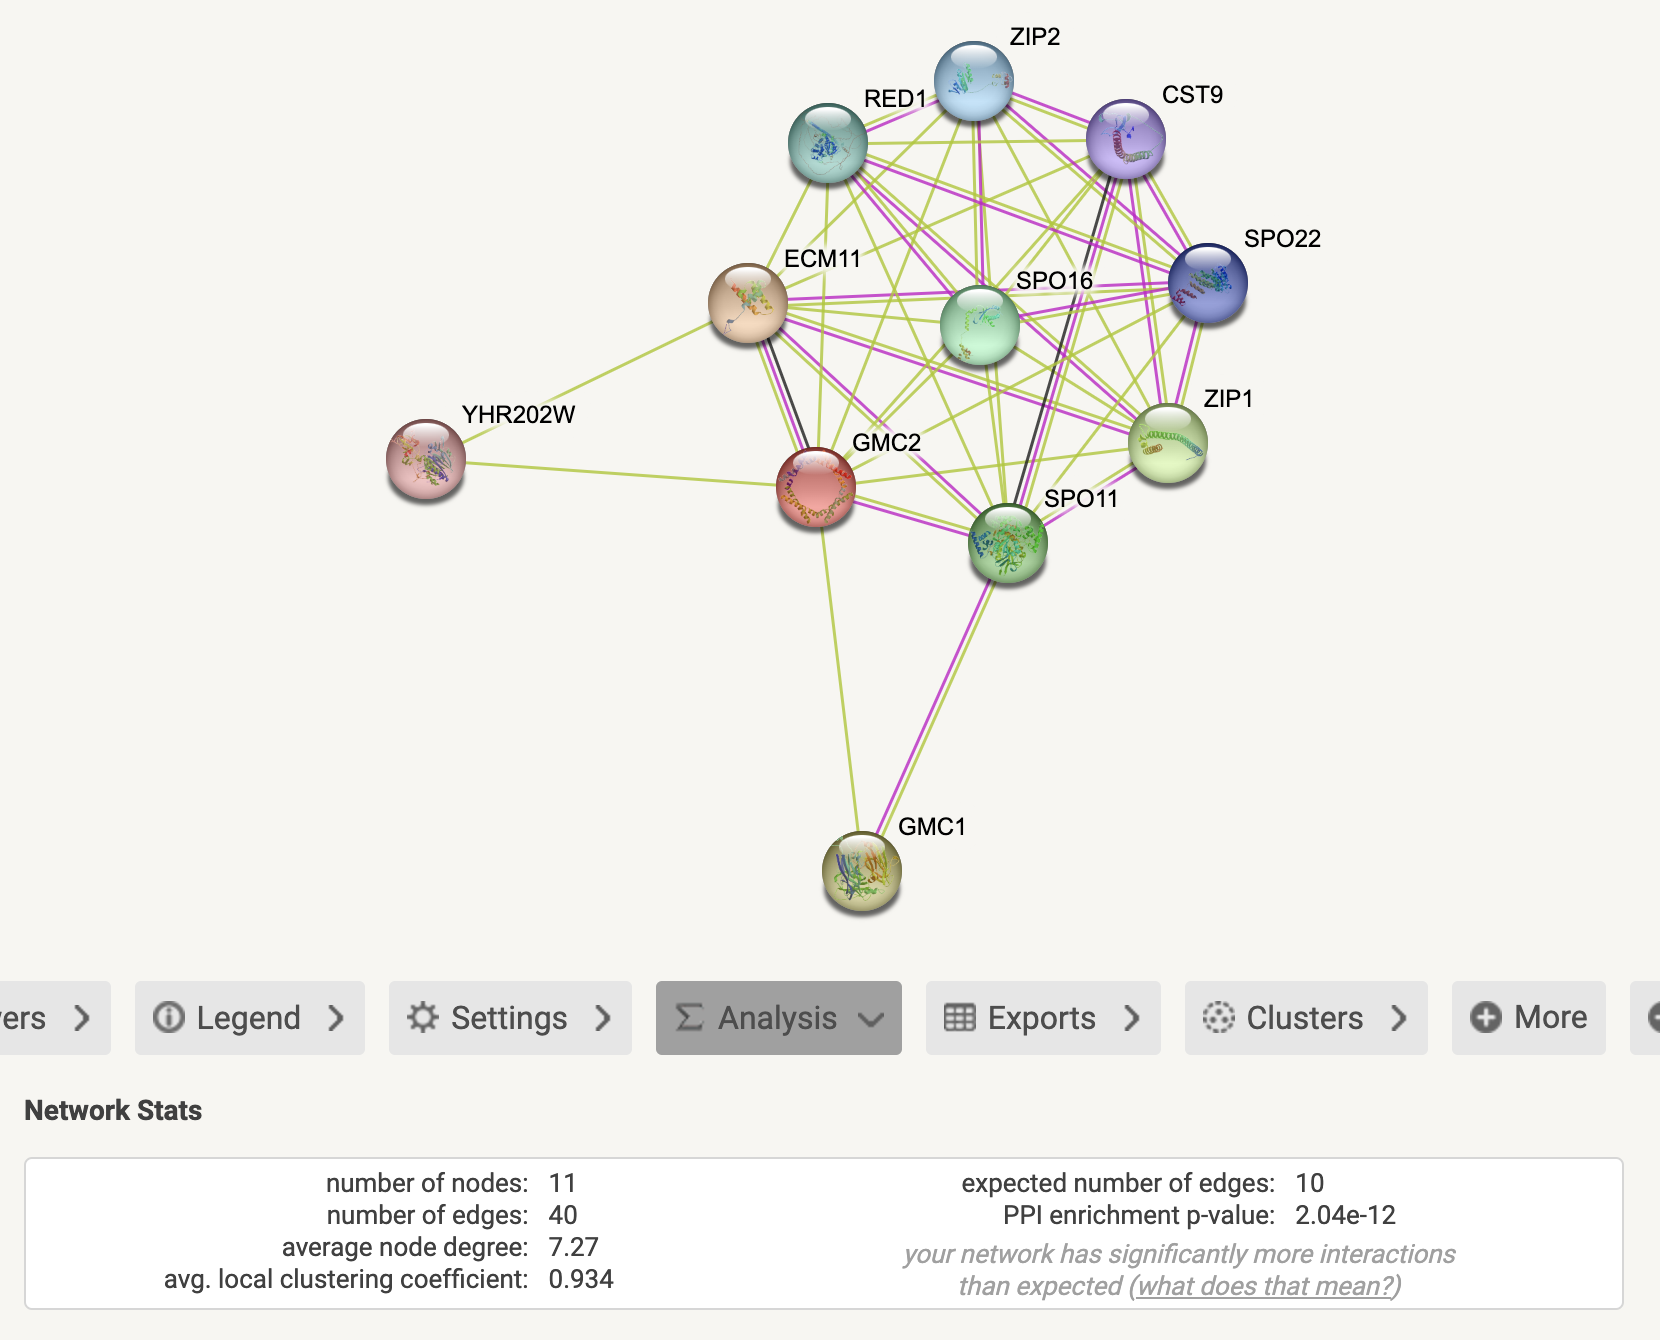 ZIP2
CST9
RED1
SPO22
ECM11
SPO16
ZIP1
YHR202W
GMC2
SPO11
GMC1
Legend
Settings
Analysis
Exports
Clusters
More
Network Stats
number of nodes: 11
number of edges: 40
average node degree: 7.27
avg. local clustering coefficient: 0.934
expected number of edges: 10
PPI enrichment p-value: 2.04e-12
your network has significantly more interactions
than expected (what does that mean?)